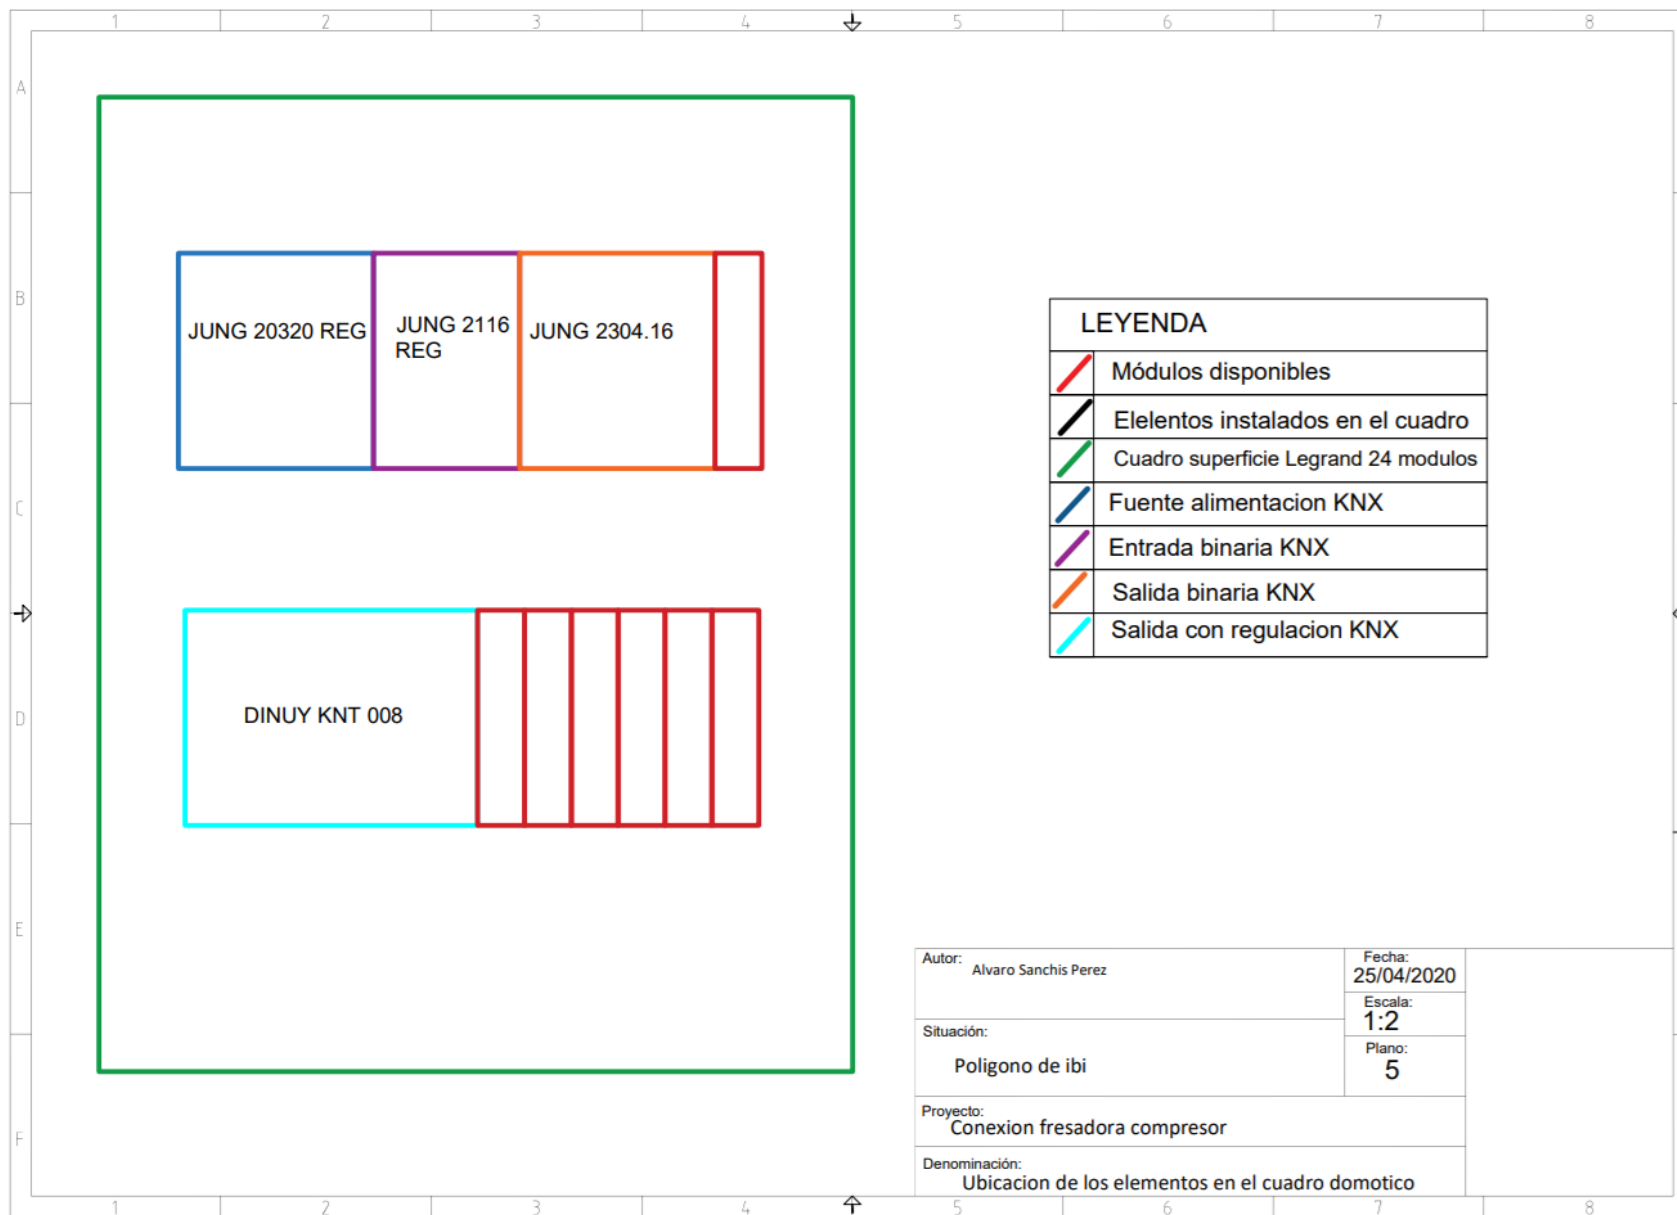 1 2 3 4 5 6 7 8
A
B
C
D
E
F
JUNG 20320 REG
JUNG 2116
REG
JUNG 2304.16
DINUY KNT 008
LEYENDA
Módulos disponibles
Elelentos instalados en el cuadro
Cuadro superficie Legrand 24 modulos
Fuente alimentacion KNX
Entrada binaria KNX
Salida binaria KNX
Salida con regulacion KNX
Autor:
Alvaro Sanchis Perez
Fecha:
25/04/2020
Escala:
1:2
Situación:
Poligono de ibi
Plano:
5
Proyecto:
Conexion fresadora compresor
Denominación:
Ubicacion de los elementos en el cuadro domotico
1 2 3 4 5 6 7 8